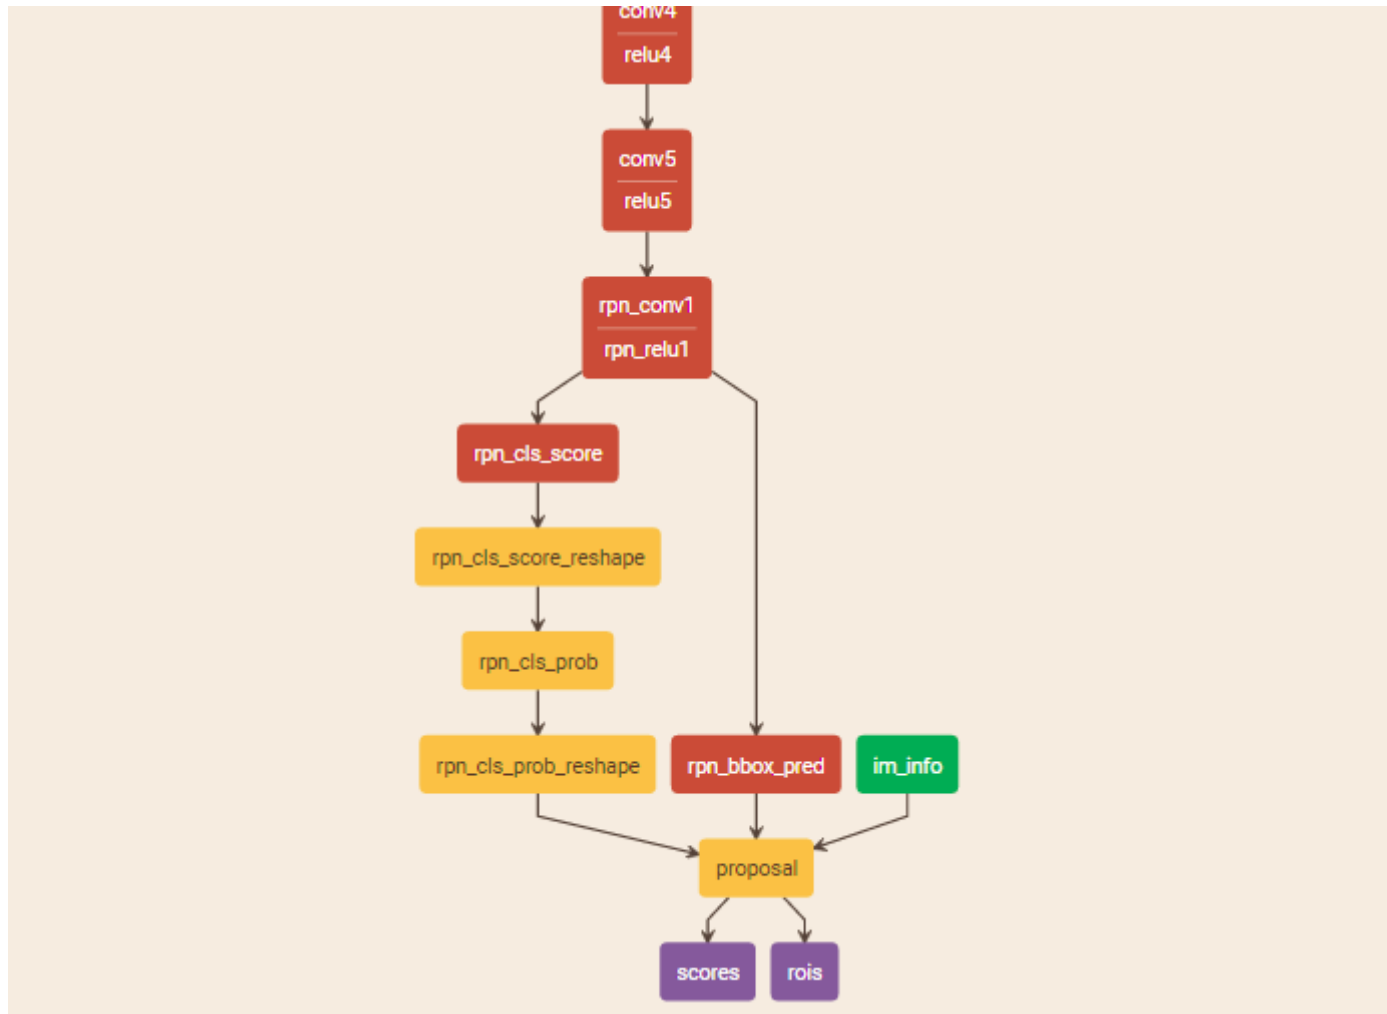 conv4
relu4
conv5
relu5
rpn_conv1
rpn_relu1
rpn_cls_score
rpn_cls_score_reshape
rpn_cls_prob
rpn_cls_prob_reshape
rpn_bbox_pred
im_info
proposal
scores
rois